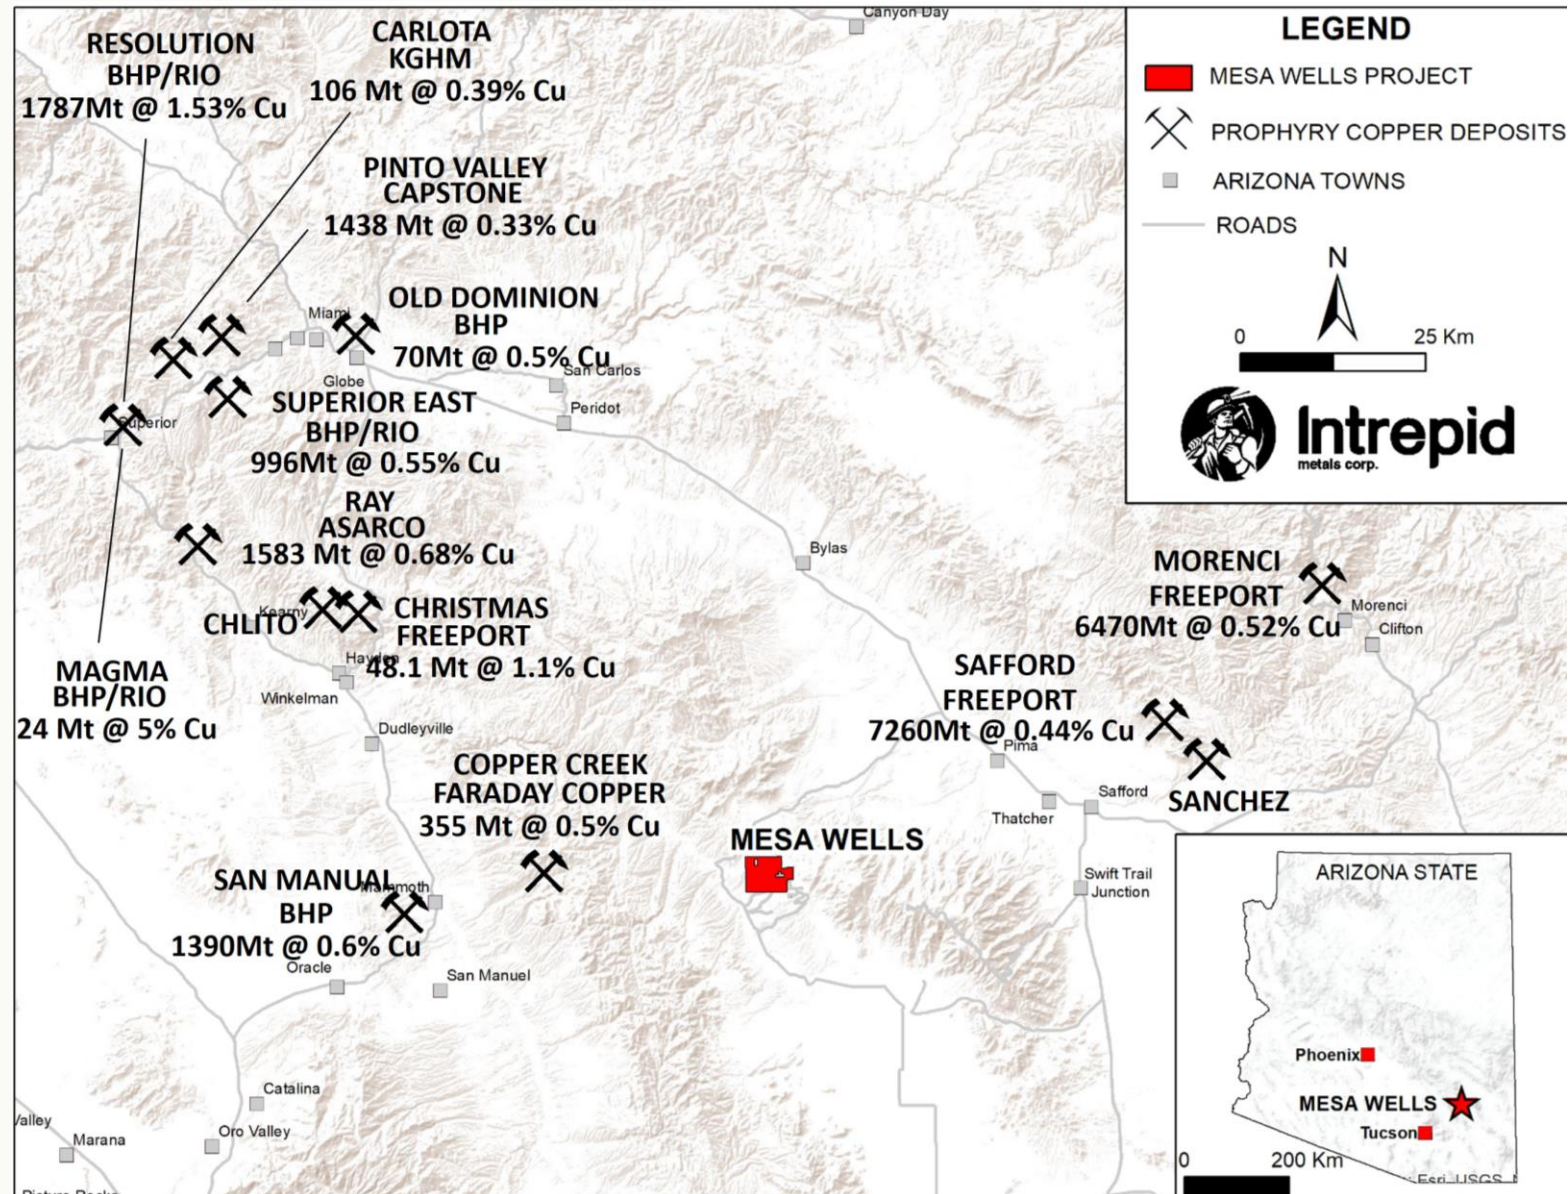 Canyon Day
RESOLUTION
BHP/RIO
1787Mt @ 1.53% Cu
CARLOTA
KGHM
106 Mt @ 0.39% Cu
PINTO VALLEY
CAPSTONE
1438 Mt @ 0.33% Cu
Miami
OLD DOMINION
BHP
70Mt @ 0.5% Cu
San Carlos
Globe
Peridot
Superior
SUPERIOR EAST
BHP/RIO
996Mt @ 0.55% Cu
RAY
ASARCO
1583 Mt @ 0.68% Cu
Bylas
Kearny
CHLITO
CHRISTMAS
FREEPORT
48.1 Mt @ 1.1% Cu
Hayden
Winkelman
MAGMA
BHP/RIO
24 Mt @ 5% Cu
Dudleyville
MORENCI
FREEPORT
6470Mt @ 0.52% Cu
Morenci
Clifton
SAFFORD
FREEPORT
7260Mt @ 0.44% Cu
Pima
Safford
Thatcher
SANCHEZ
COPPER CREEK
FARADAY COPPER
355 Mt @ 0.5% Cu
MESA WELLS
Swift Trail
Junction
SAN MANUAL
BHP
1390Mt @ 0.6% Cu
Mammoth
Oracle
San Manuel
Catalina
Oro Valley
Valley
Marana
Picture Rocks
LEGEND
MESA WELLS PROJECT
PROPHYRY COPPER DEPOSITS
ARIZONA TOWNS
ROADS
N
0 25 Km
Intrepid
metals corp.
ARIZONA STATE
Phoenix
MESA WELLS
Tucson
0 200 Km
Esri, USGS